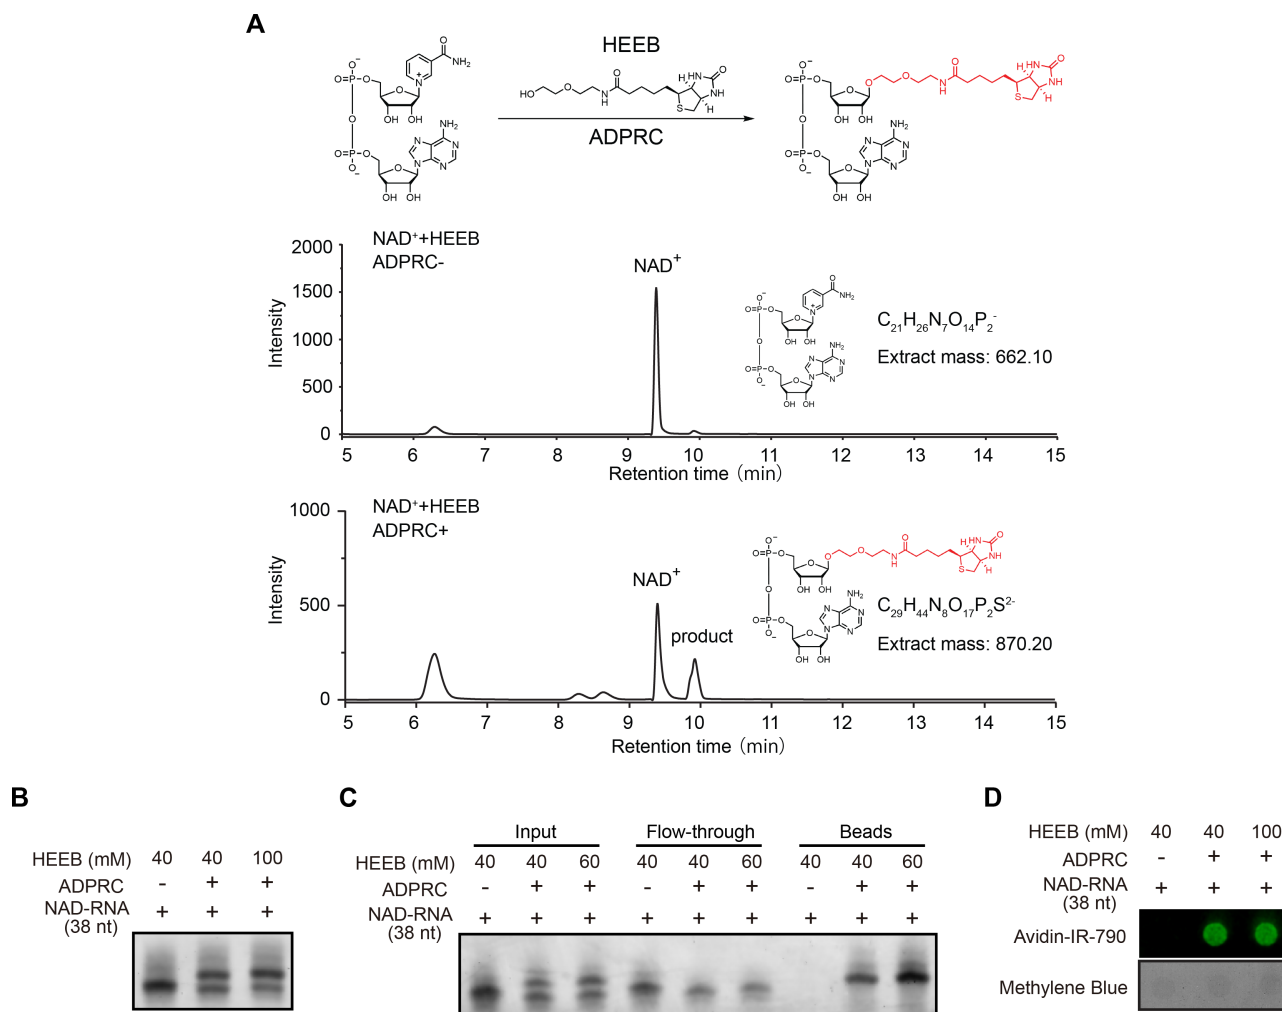 A
HEEB
ADPRC
NAD⁺+HEEB
ADPRC-
NAD⁺
C₂₁H₂₆N₇O₁₄P₂⁻
Extract mass: 662.10
Intensity
2000
1500
1000
500
0
5 6 7 8 9 10 11 12 13 14 15
Retention time (min)
NAD⁺+HEEB
ADPRC+
NAD⁺
product
C₂₉H₄₄N₈O₁₇P₂S²⁻
Extract mass: 870.20
Intensity
1000
500
0
5 6 7 8 9 10 11 12 13 14 15
Retention time (min)
B
HEEB (mM) 40 40 100
ADPRC - + +
NAD-RNA + + +
(38 nt)
C
Input Flow-through Beads
HEEB (mM) 40 40 60 40 40 60 40 40 60
ADPRC - + + - + + - + +
NAD-RNA + + + + + + + + +
(38 nt)
D
HEEB (mM) 40 40 100
ADPRC - + +
NAD-RNA + + +
(38 nt)
Avidin-IR-790
Methylene Blue